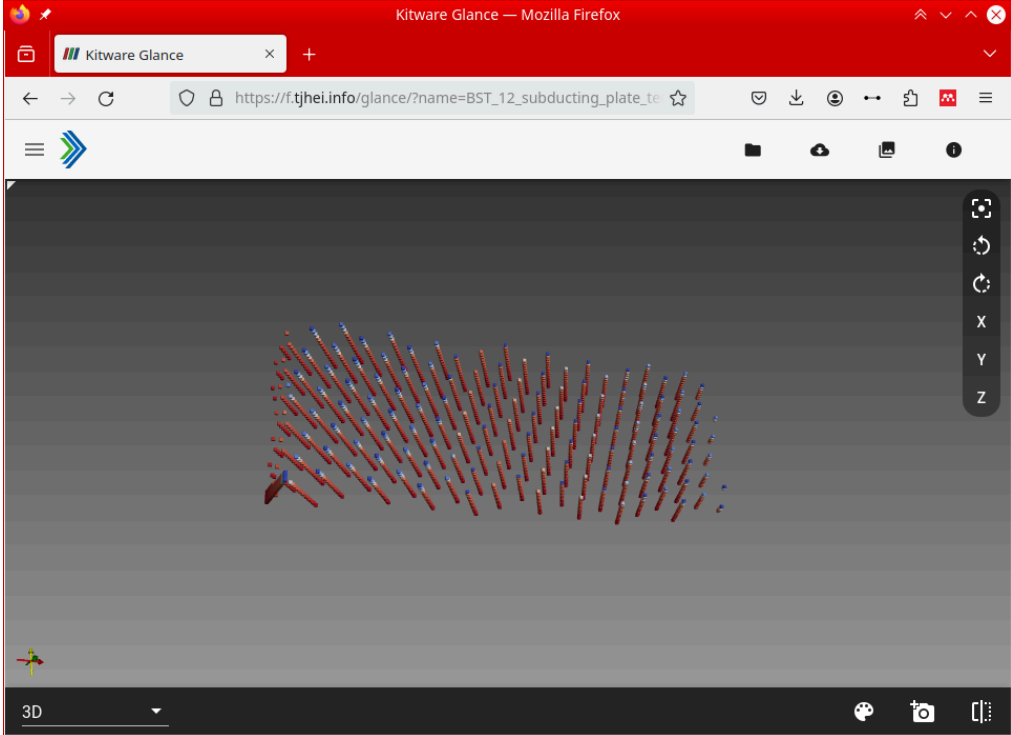 Kitware Glance — Mozilla Firefox
Kitware Glance
https://f.tjhei.info/glance/?name=BST_12_subducting_plate_te
X
Y
Z
3D